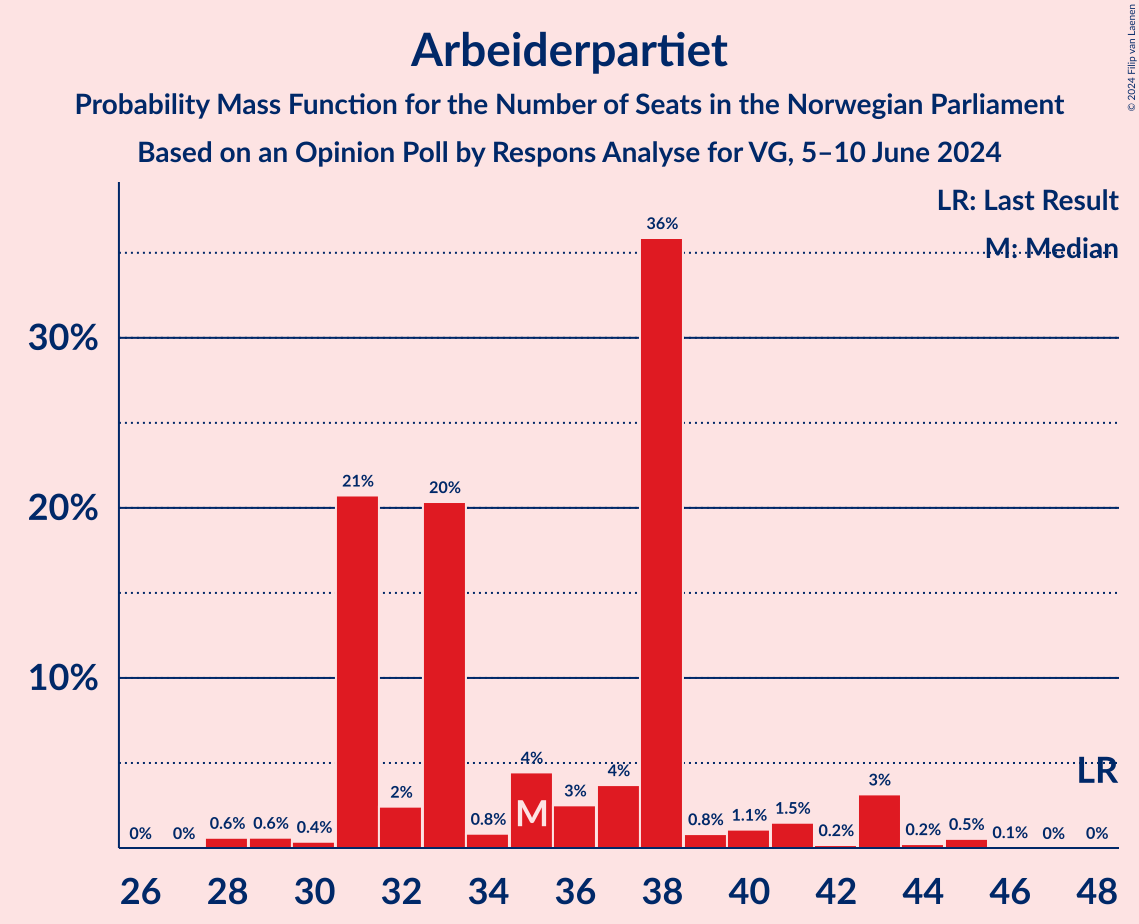 Arbeiderpartiet
Probability Mass Function for the Number of Seats in the Norwegian Parliament
Based on an Opinion Poll by Respons Analyse for VG, 5–10 June 2024
© 2024 Filip van Laenen
LR: Last Result
M: Median
30%
20%
10%
0% 0% 0.6% 0.6% 0.4% 21% 2% 20% 0.8% 4% 3% 4% 36% 0.8% 1.1% 1.5% 0.2% 3% 0.2% 0.5% 0.1% 0% 0%
M
LR
26 28 30 32 34 36 38 40 42 44 46 48